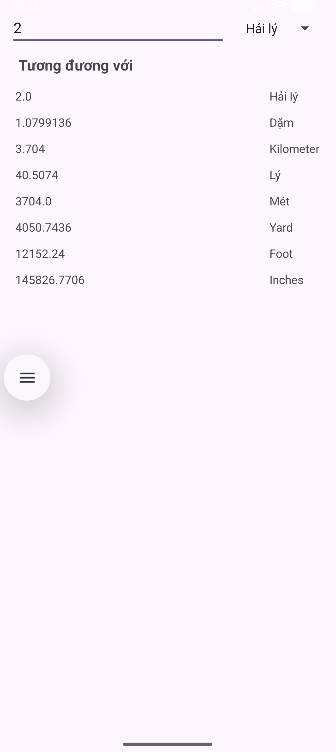 2 Hải lý
Tương đương với
2.0 Hải lý
1.0799136 Dặm
3.704 Kilometer
40.5074 Lý
3704.0 Mét
4050.7436 Yard
12152.24 Foot
145826.7706 Inches